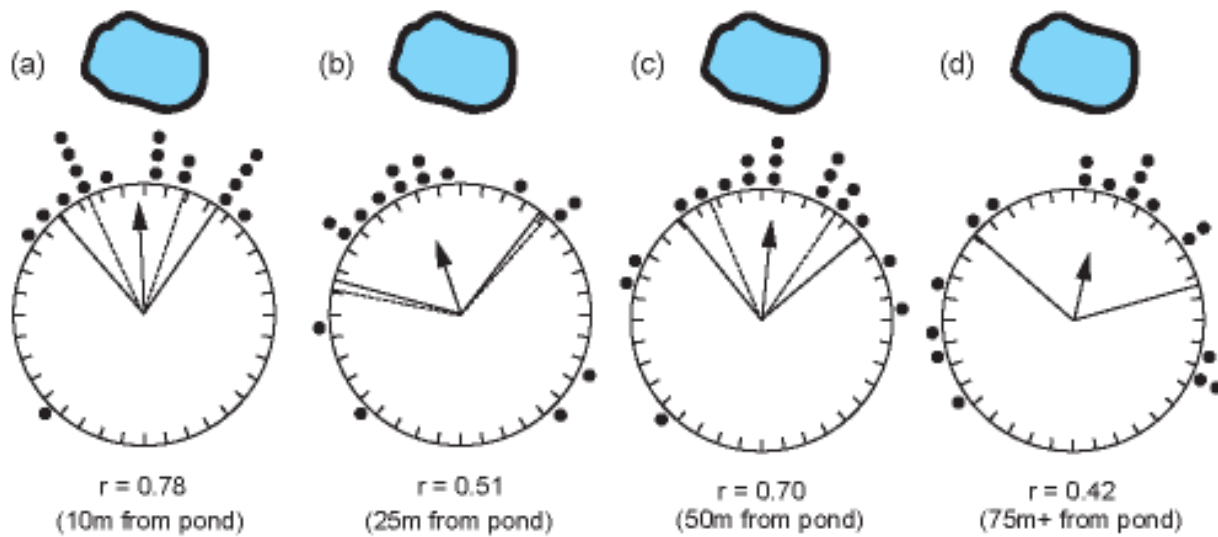 (a) (b) (c) (d)
r = 0.78 r = 0.51 r = 0.70 r = 0.42
(10m from pond) (25m from pond) (50m from pond) (75m+ from pond)